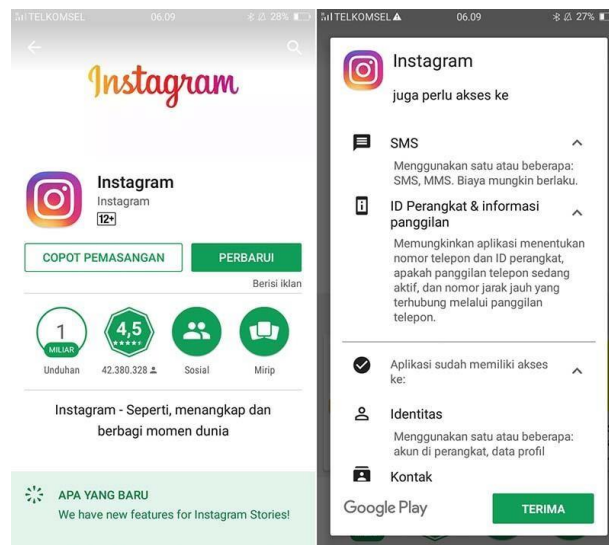 TELKOMSEL 06.09 28%
Instagram
Instagram
Instagram
12+
COPOT PEMASANGAN PERBARUI
Berisi iklan
1 MILIAR
4,5
Unduhan 42.380.328 Sosial Mirip
Instagram - Seperti, menangkap dan
berbagi momen dunia
APA YANG BARU
We have new features for Instagram Stories!
TELKOMSEL 06.09 27%
Instagram
juga perlu akses ke
SMS
Menggunakan satu atau beberapa:
SMS, MMS. Biaya mungkin berlaku.
ID Perangkat & informasi
panggilan
Memungkinkan aplikasi menentukan
nomor telepon dan ID perangkat,
apakah panggilan telepon sedang
aktif, dan nomor jarak jauh yang
terhubung melalui panggilan
telepon.
Aplikasi sudah memiliki akses
ke:
Identitas
Menggunakan satu atau beberapa:
akun di perangkat, data profil
Kontak
Google Play TERIMA